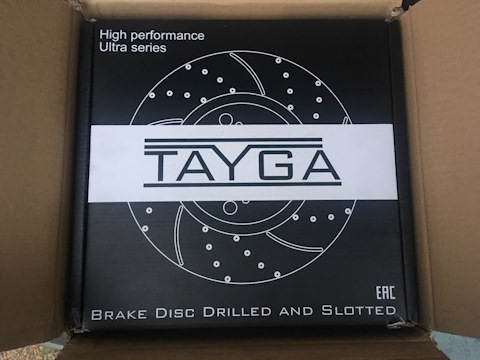 High performance
Ultra series
TAYGA
EAC
BRAKE DISC DRILLED AND SLOTTED